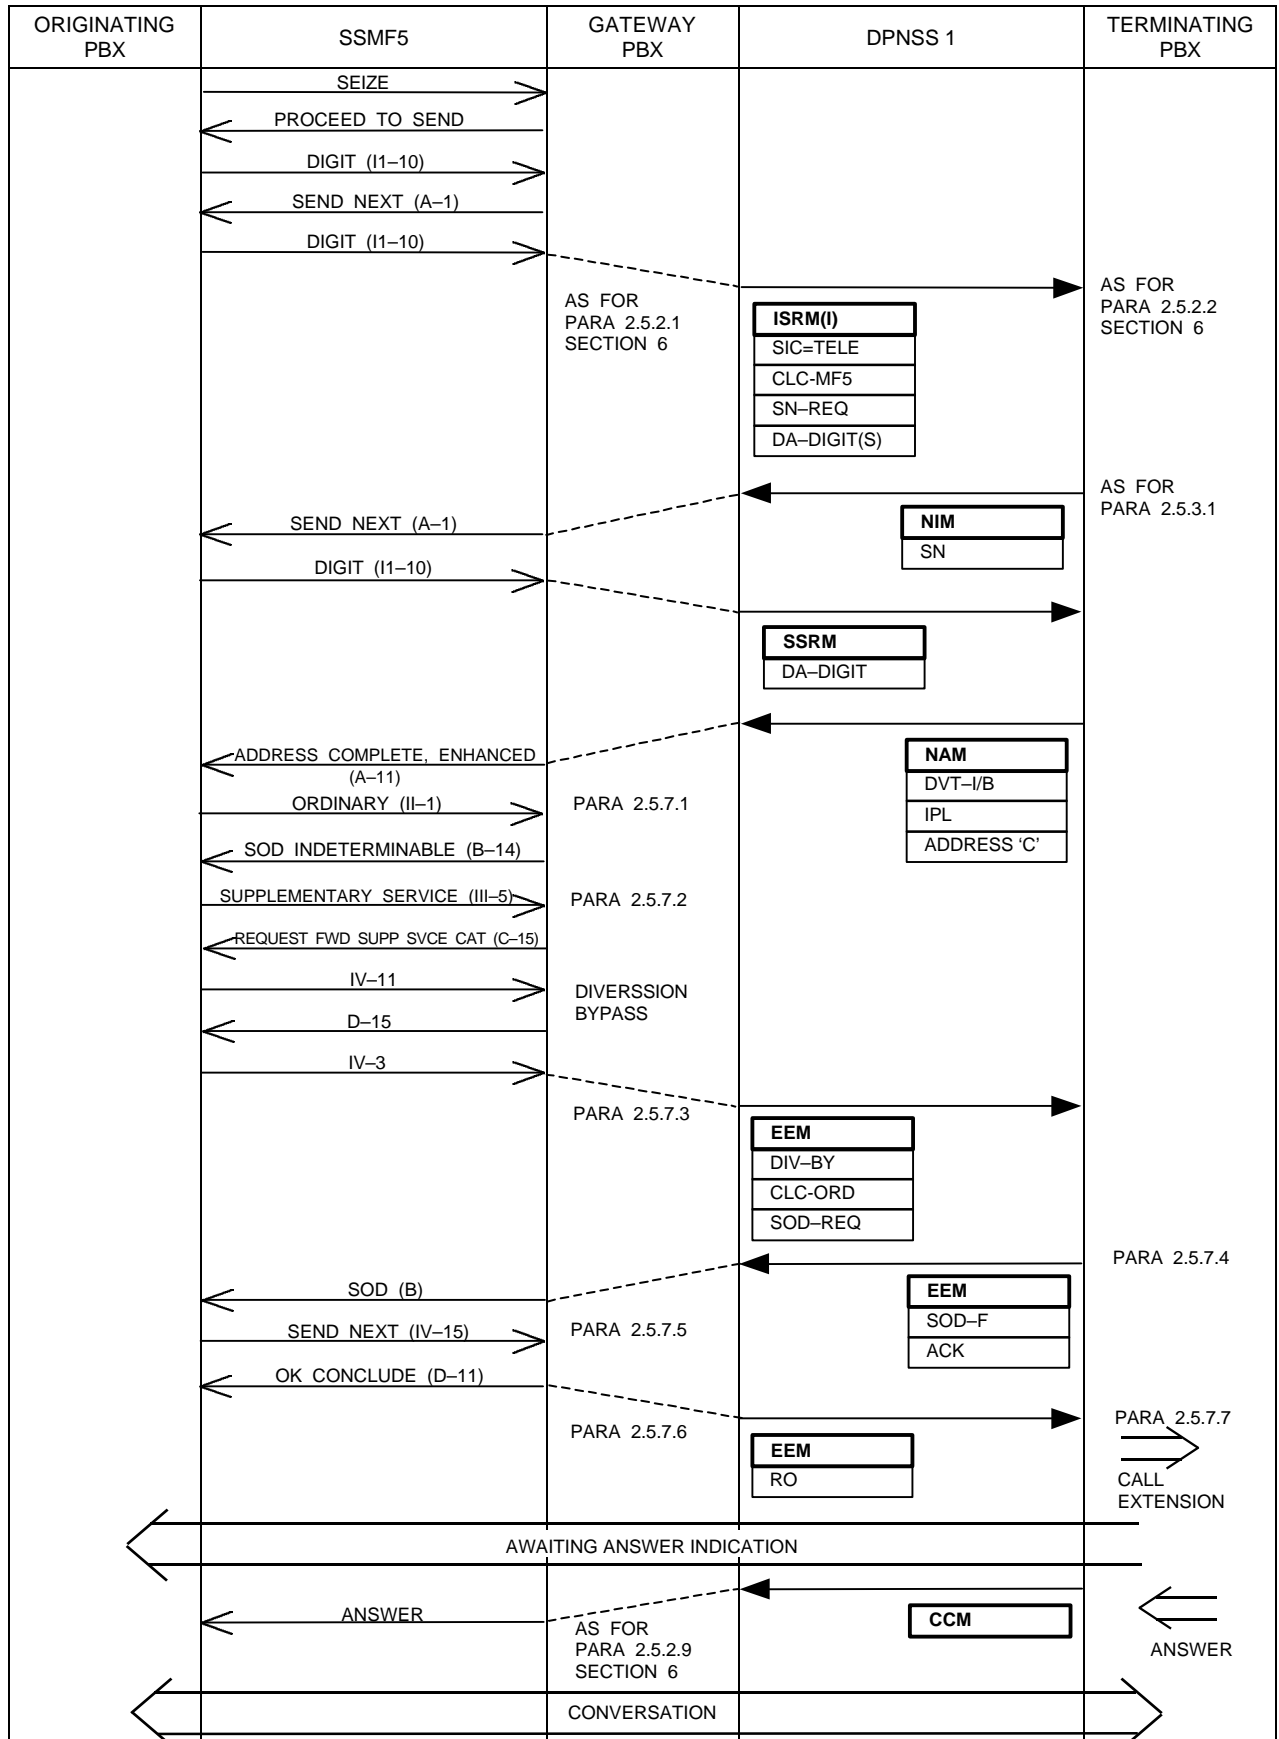 ORIGINATING
PBX
SSMF5
GATEWAY
PBX
DPNSS 1
TERMINATING
PBX
SEIZE
PROCEED TO SEND
DIGIT (I1–10)
SEND NEXT (A–1)
DIGIT (I1–10)
AS FOR
PARA 2.5.2.1
SECTION 6
ISRM(I)
SIC=TELE
CLC-MF5
SN–REQ
DA–DIGIT(S)
AS FOR
PARA 2.5.2.2
SECTION 6
AS FOR
PARA 2.5.3.1
SEND NEXT (A–1)
NIM
SN
DIGIT (I1–10)
SSRM
DA–DIGIT
ADDRESS COMPLETE, ENHANCED
(A–11)
NAM
DVT–I/B
IPL
ADDRESS ‘C’
ORDINARY (II–1)
PARA 2.5.7.1
SOD INDETERMINABLE (B–14)
SUPPLEMENTARY SERVICE (III–5)
PARA 2.5.7.2
REQUEST FWD SUPP SVCE CAT (C–15)
IV–11
DIVERSSION
BYPASS
D–15
IV–3
PARA 2.5.7.3
EEM
DIV–BY
CLC-ORD
SOD–REQ
PARA 2.5.7.4
SOD (B)
EEM
SOD–F
ACK
SEND NEXT (IV–15)
PARA 2.5.7.5
OK CONCLUDE (D–11)
PARA 2.5.7.6
EEM
RO
PARA 2.5.7.7
CALL
EXTENSION
AWAITING ANSWER INDICATION
ANSWER
AS FOR
PARA 2.5.2.9
SECTION 6
CCM
ANSWER
CONVERSATION